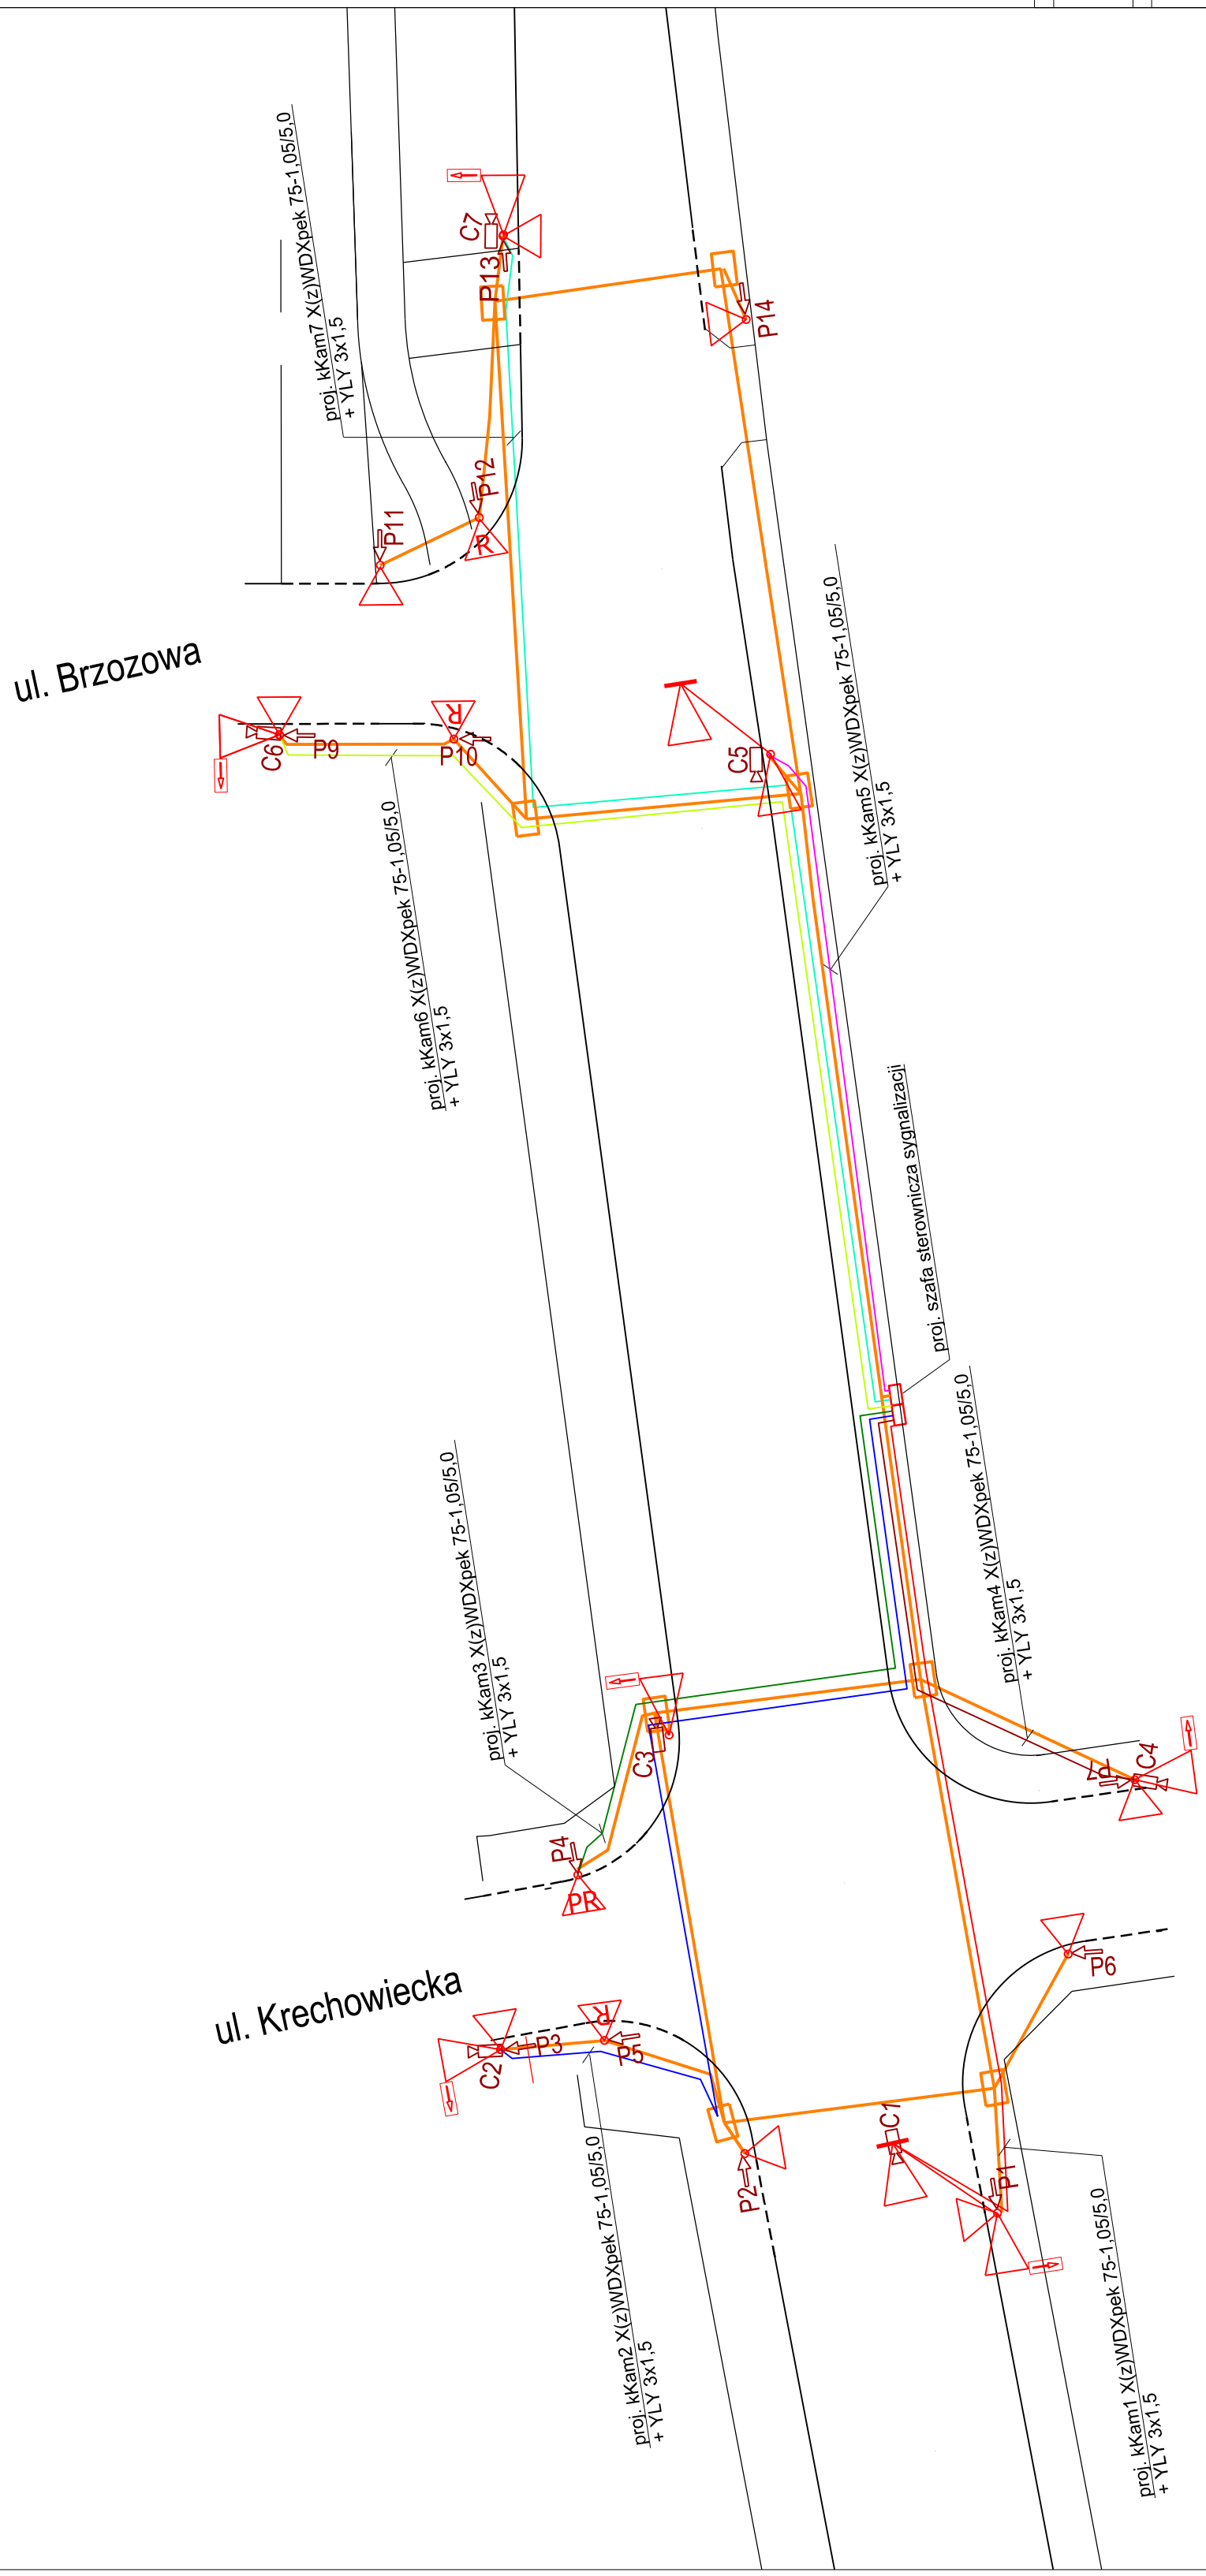 proj. kKam7 X(z)WDXpek 75-1,05/5,0
+ YLY 3x1,5
C7
P13
P14
P12
R
P11
ul. Brzozowa
C6
P9
R
P10
C5
proj. kKam5 X(z)WDXpek 75-1,05/5,0
+ YLY 3x1,5
proj. kKam6 X(z)WDXpek 75-1,05/5,0
+ YLY 3x1,5
proj. szafa sterownicza sygnalizacji
proj. kKam4 X(z)WDXpek 75-1,05/5,0
+ YLY 3x1,5
proj. kKam3 X(z)WDXpek 75-1,05/5,0
+ YLY 3x1,5
C3
C4
P7
P4
PR
P6
ul. Krechowiecka
C2
P3
R
P5
C1
P2
P1
proj. kKam2 X(z)WDXpek 75-1,05/5,0
+ YLY 3x1,5
proj. kKam1 X(z)WDXpek 75-1,05/5,0
+ YLY 3x1,5